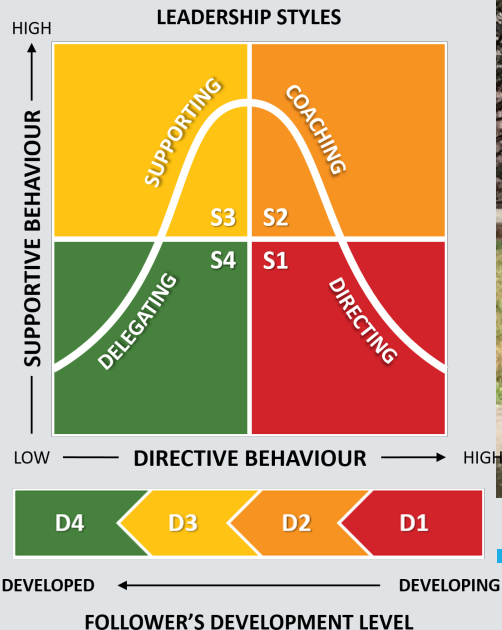 LEADERSHIP STYLES
HIGH
SUPPORTIVE BEHAVIOUR
SUPPORTING
COACHING
S3 S2
S4 S1
DELEGATING
DIRECTING
LOW DIRECTIVE BEHAVIOUR HIGH
D4 D3 D2 D1
DEVELOPED DEVELOPING
FOLLOWER'S DEVELOPMENT LEVEL